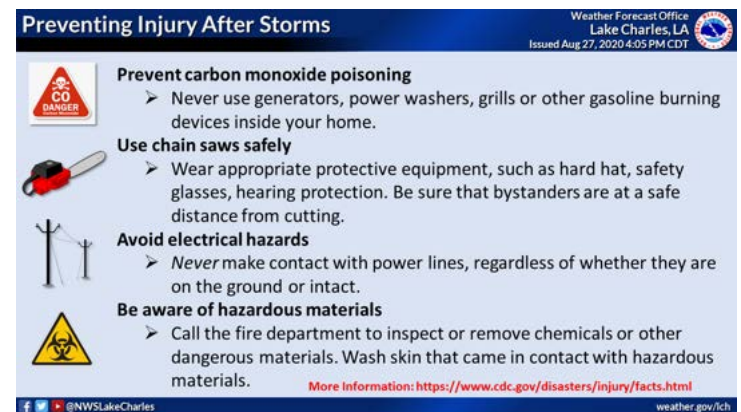 Preventing Injury After Storms
Weather Forecast Office
Lake Charles, LA
Issued Aug 27, 2020 4:05 PM CDT
Prevent carbon monoxide poisoning
➢ Never use generators, power washers, grills or other gasoline burning
devices inside your home.
CO
DANGER
Carbon Monoxide
Use chain saws safely
➢ Wear appropriate protective equipment, such as hard hat, safety
glasses, hearing protection. Be sure that bystanders are at a safe
distance from cutting.
Avoid electrical hazards
➢ Never make contact with power lines, regardless of whether they are
on the ground or intact.
Be aware of hazardous materials
➢ Call the fire department to inspect or remove chemicals or other
dangerous materials. Wash skin that came in contact with hazardous
materials.
More Information: https://www.cdc.gov/disasters/injury/facts.html
@NWSLakeCharles
weather.gov/lch